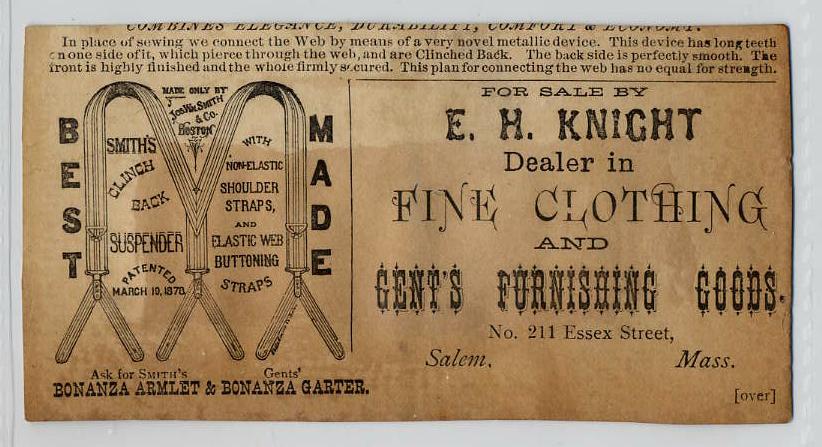 COMBINES ELEGANCE, DURABILITY, COMFORT & ECONOMY.
In place of sewing we connect the Web by means of a very novel metallic device. This device has long teeth
on one side of it, which pierce through the web, and are Clinched Back. The back side is perfectly smooth. The
front is highly finished and the whole firmly secured. This plan for connecting the web has no equal for strength.
BEST
MADE
MADE ONLY BY
Jos. Wm. SMITH
& Co.
BOSTON
SMITH'S
CLINCH
BACK
SUSPENDER
PATENTED
MARCH 19, 1878.
WITH
NON-ELASTIC
SHOULDER
STRAPS,
AND
ELASTIC WEB
BUTTONING
STRAPS
Ask for SMITH'S Gents'
BONANZA ARMLET & BONANZA GARTER.
FOR SALE BY
E. H. KNIGHT
Dealer in
FINE CLOTHING
AND
GENT'S FURNISHING GOODS.
No. 211 Essex Street,
Salem, Mass.
[over]